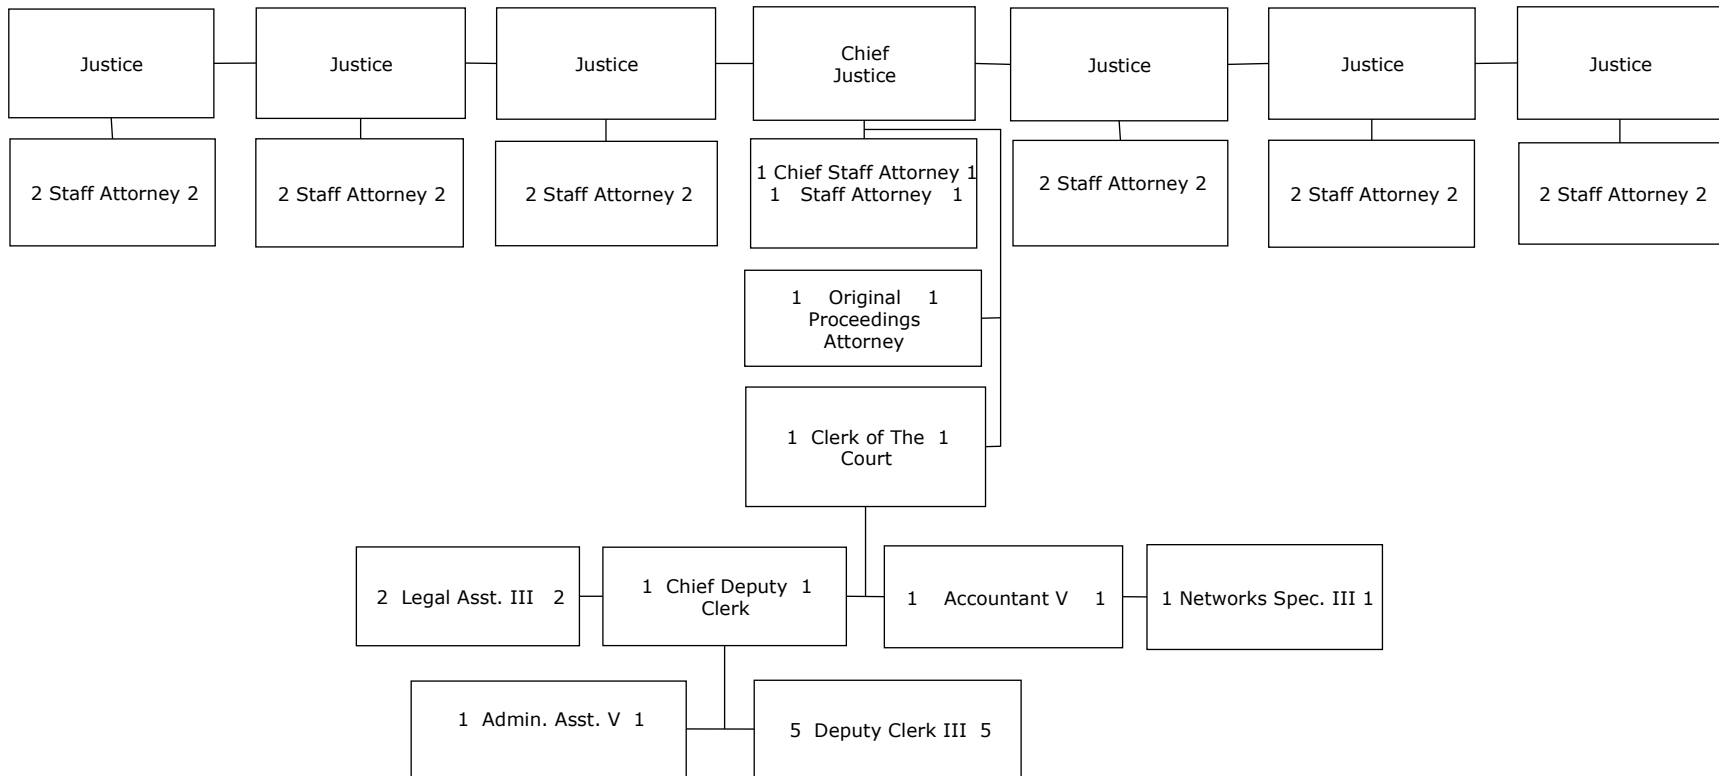 Justice
Justice
Justice
Chief
Justice
Justice
Justice
Justice
2 Staff Attorney 2
2 Staff Attorney 2
2 Staff Attorney 2
1 Chief Staff Attorney 1
1 Staff Attorney 1
2 Staff Attorney 2
2 Staff Attorney 2
2 Staff Attorney 2
1 Original 1
Proceedings
Attorney
1 Clerk of The 1
Court
2 Legal Asst. III 2
1 Chief Deputy 1
Clerk
1 Accountant V 1
1 Networks Spec. III 1
1 Admin. Asst. V 1
5 Deputy Clerk III 5